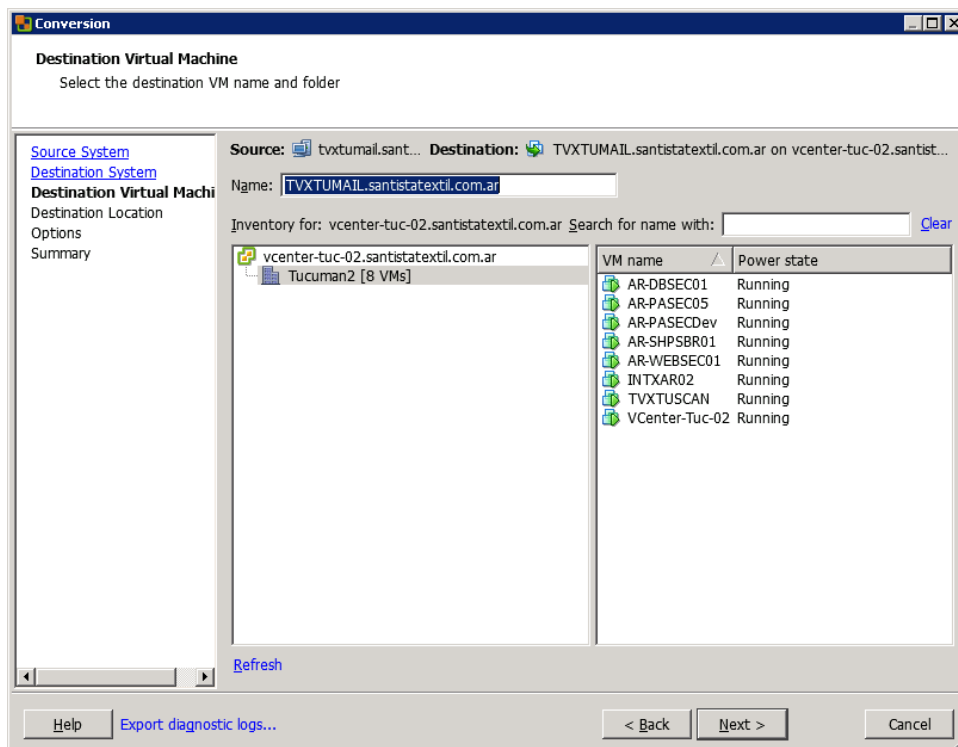 Conversion
Destination Virtual Machine
Select the destination VM name and folder
Source System
Destination System
Destination Virtual Machi
Destination Location
Options
Summary
Source: tvxtumail.sant... Destination: TVXTUMAIL.santistatextil.com.ar on vcenter-tuc-02.santist...
Name: TVXTUMAIL.santistatextil.com.ar
Inventory for: vcenter-tuc-02.santistatextil.com.ar Search for name with: Clear
vcenter-tuc-02.santistatextil.com.ar
Tucuman2 [8 VMs]
VM name Power state
AR-DBSEC01 Running
AR-PASEC05 Running
AR-PASECDev Running
AR-SHPSBR01 Running
AR-WEBSEC01 Running
INTXAR02 Running
TVXTUSCAN Running
VCenter-Tuc-02 Running
Refresh
Help Export diagnostic logs... < Back Next > Cancel